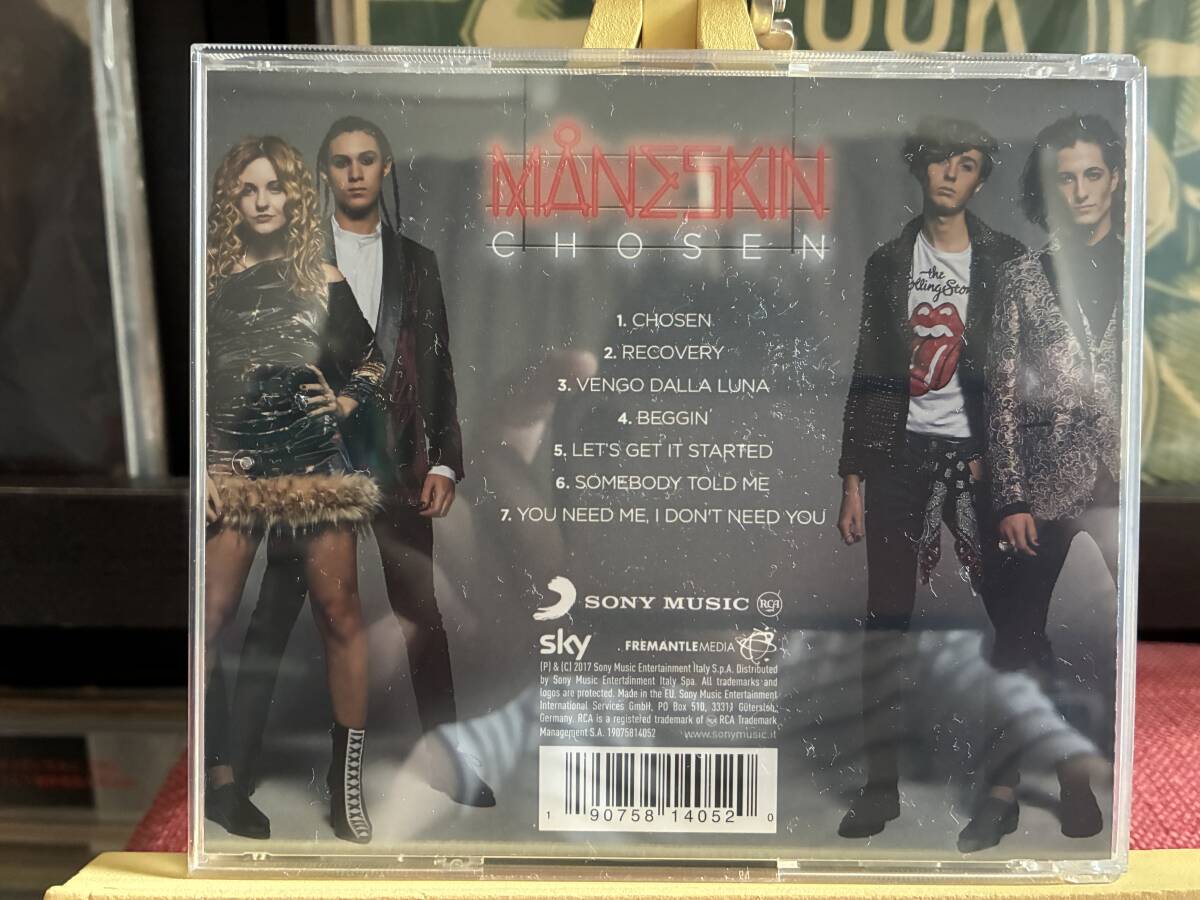 OOK
MÅNESKIN
CHOSEN
the
Rolling Ston
1. CHOSEN
2. RECOVERY
3. VENGO DALLA LUNA
4. BEGGIN'
5. LET'S GET IT STARTED
6. SOMEBODY TOLD ME
7. YOU NEED ME, I DON'T NEED YOU
SONY MUSIC RCA
sky FREMANTLEMEDIA
(P) & (C) 2017 Sony Music Entertainment Italy S.p.A. Distributed
by Sony Music Entertainment Italy Spa. All trademarks and
logos are protected. Made in the EU. Sony Music Entertainment
International Services GmbH, PO Box 510, 33311 Gütersloh,
Germany. RCA is a registered trademark of RCA Trademark
Management S.A. 19075814052 www.sonymusic.it
1 90758 14052 0